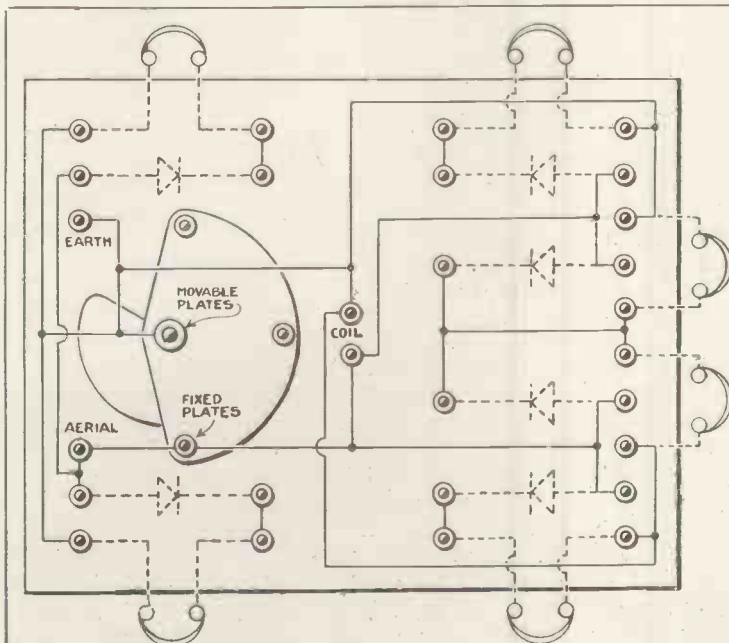 EARTH
MOVABLE
PLATES
COIL
FIXED
PLATES
AERIAL